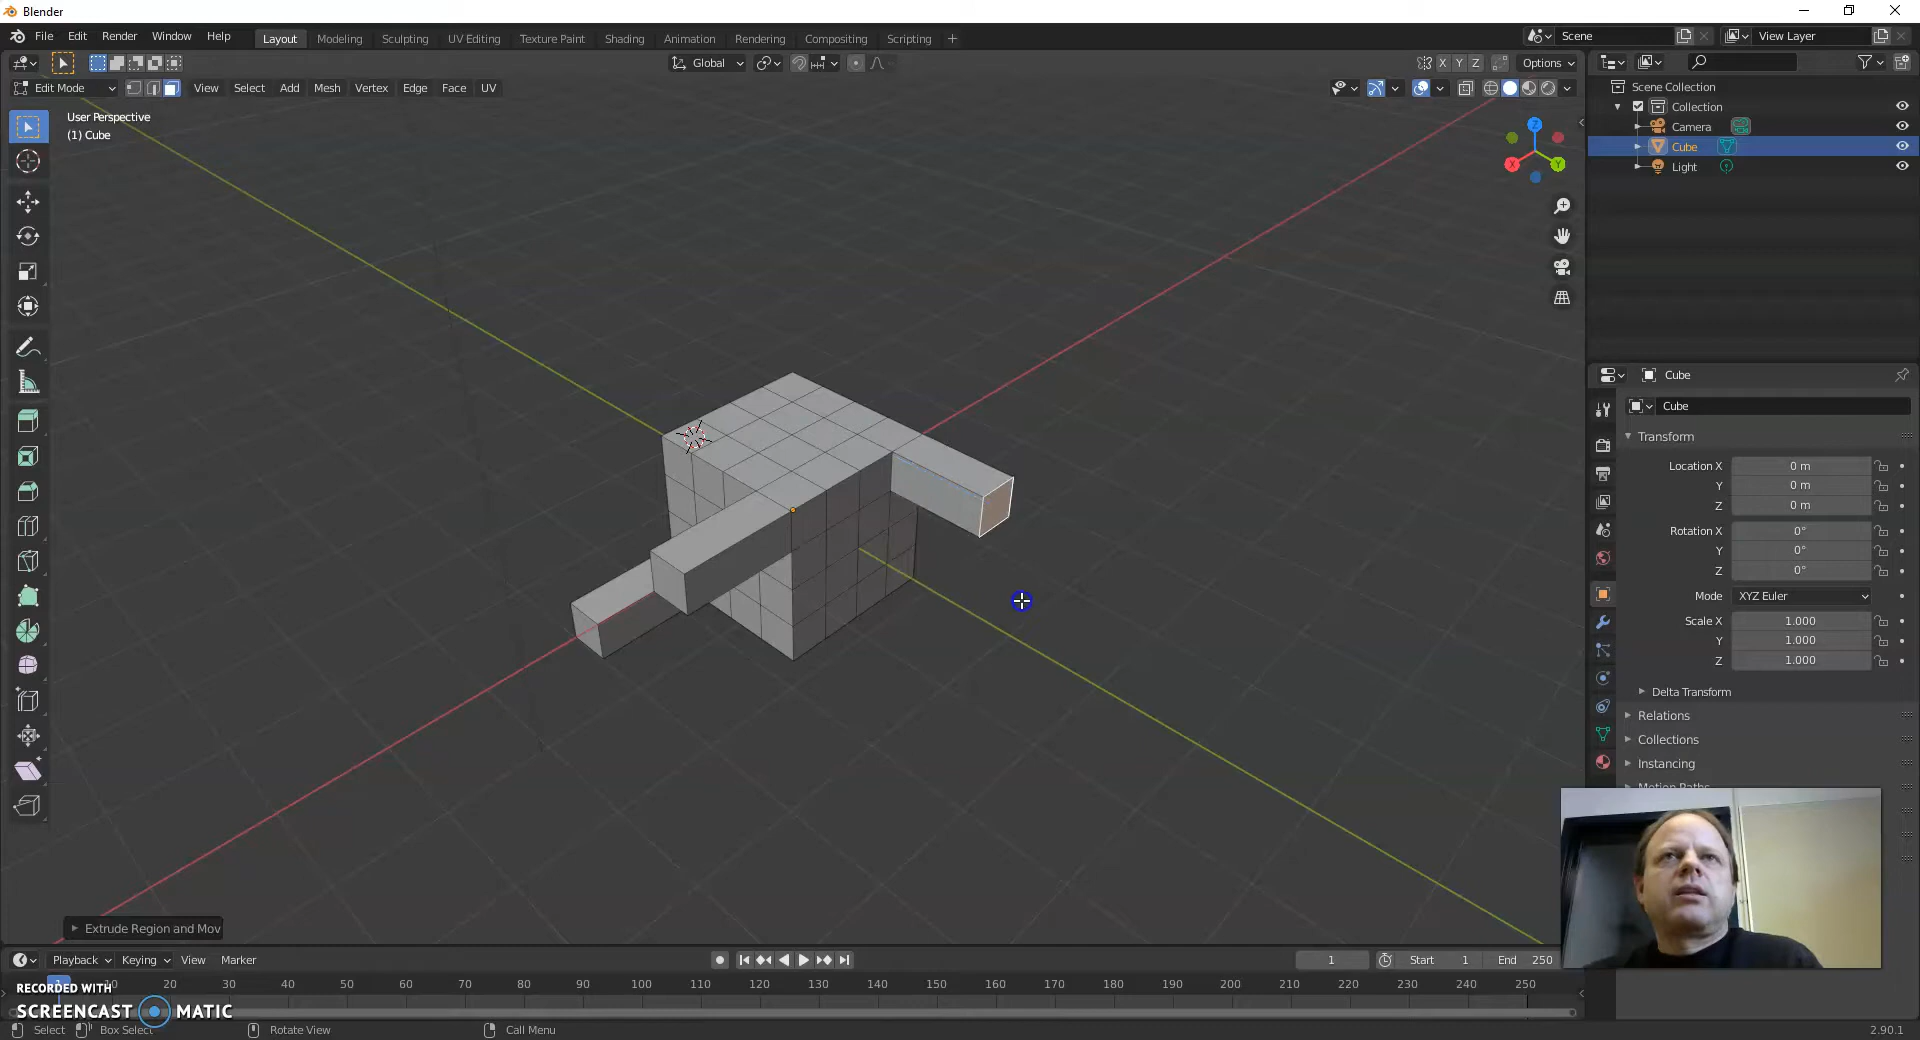 Blender
File Edit Render Window Help
Layout Modeling Sculpting UV Editing Texture Paint Shading Animation Rendering Compositing Scripting +
Scene View Layer
Global X Y Z Options
Edit Mode View Select Add Mesh Vertex Edge Face UV
User Perspective
(1) Cube
Z
X Y
Scene Collection
Collection
Camera
Cube
Light
Cube
Cube
Transform
Location X 0 m
Y 0 m
Z 0 m
Rotation X 0°
Y 0°
Z 0°
Mode XYZ Euler
Scale X 1.000
Y 1.000
Z 1.000
Delta Transform
Relations
Collections
Instancing
Motion Paths
Extrude Region and Mov
Playback Keying View Marker
1 Start 1 End 250
1 10 20 30 40 50 60 70 80 90 100 110 120 130 140 150 160 170 180 190 200 210 220 230 240 250
RECORDED WITH
SCREENCAST MATIC
Select Box Select Rotate View Call Menu 2.90.1